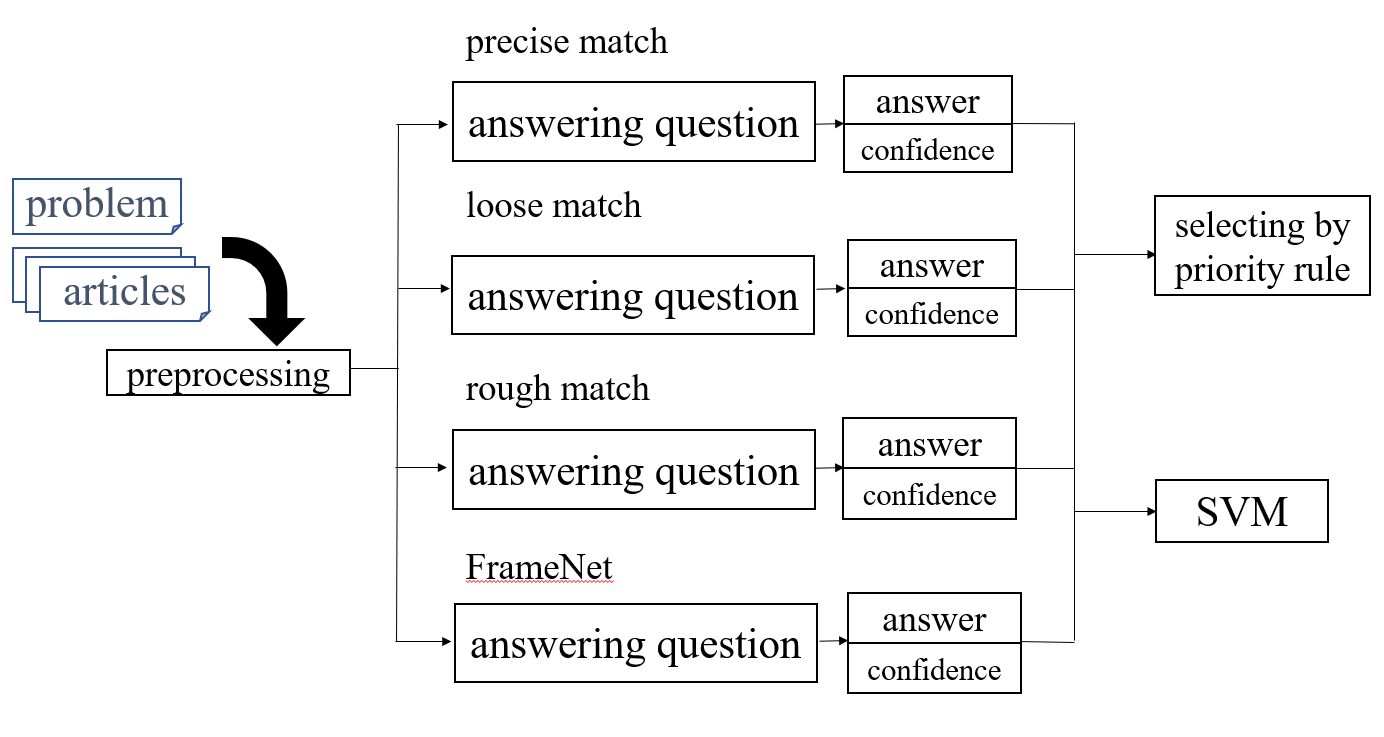 problem
articles
preprocessing
precise match
answering question
answer
confidence
loose match
answering question
answer
confidence
rough match
answering question
answer
confidence
FrameNet
answering question
answer
confidence
selecting by
priority rule
SVM